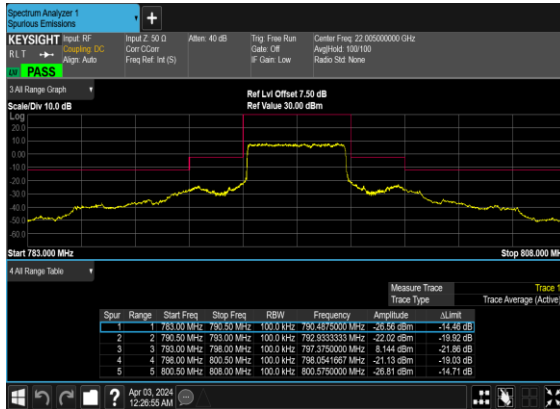 Spectrum Analyzer 1
Spurious Emissions
KEYSIGHT
RLT
LU PASS
Input: RF
Coupling: DC
Align: Auto
Input Z: 50 Ω
Corr CCorr
Freq Ref: Int (S)
Atten: 40 dB
Trig: Free Run
Gate: Off
IF Gain: Low
Center Freq: 22.005000000 GHz
Avg|Hold: 100/100
Radio Std: None
3 All Range Graph
Scale/Div 10.0 dB
Ref Lvl Offset 7.50 dB
Ref Value 30.00 dBm
Log
20.0
10.0
0.00
-10.0
-20.0
-30.0
-40.0
-50.0
-60.0
Start 783.000 MHz
Stop 808.000 MH
4 All Range Table
Measure Trace Trace 1
Trace Type Trace Average (Active)
Spur Range Start Freq Stop Freq RBW Frequency Amplitude ΔLimit
1 1 783.00 MHz 790.50 MHz 100.0 kHz 790.4875000 MHz -26.56 dBm -14.46 dB
2 2 790.50 MHz 793.00 MHz 100.0 kHz 792.9333333 MHz -22.02 dBm -19.92 dB
3 3 793.00 MHz 798.00 MHz 100.0 kHz 797.3750000 MHz 8.144 dBm -21.86 dB
4 4 798.00 MHz 800.50 MHz 100.0 kHz 798.0541667 MHz -21.13 dBm -19.03 dB
5 5 800.50 MHz 808.00 MHz 100.0 kHz 800.5750000 MHz -26.81 dBm -14.71 dB
Apr 03, 2024
12:26:55 AM